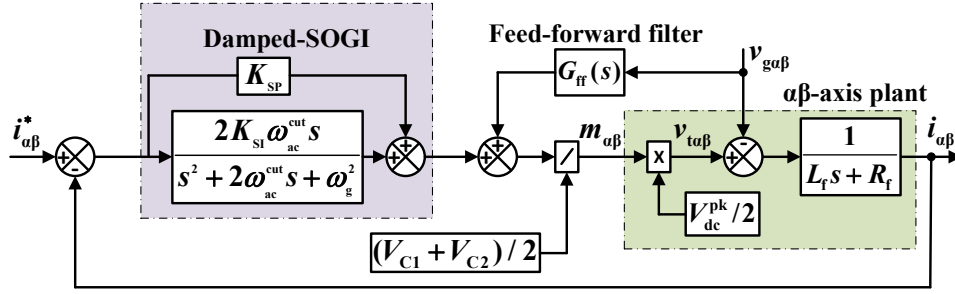 Damped-SOGI
Feed-forward filter
K_SP
G_ff(s)
v_gαβ
αβ-axis plant
i*_αβ
2K_SI ω_ac^cut s
s² + 2ω_ac^cut s + ω_g²
m_αβ
v_tαβ
1
L_f s + R_f
i_αβ
+
-
+
+
+
+
/
x
+
-
V_dc^pk/2
(V_C1 + V_C2) / 2